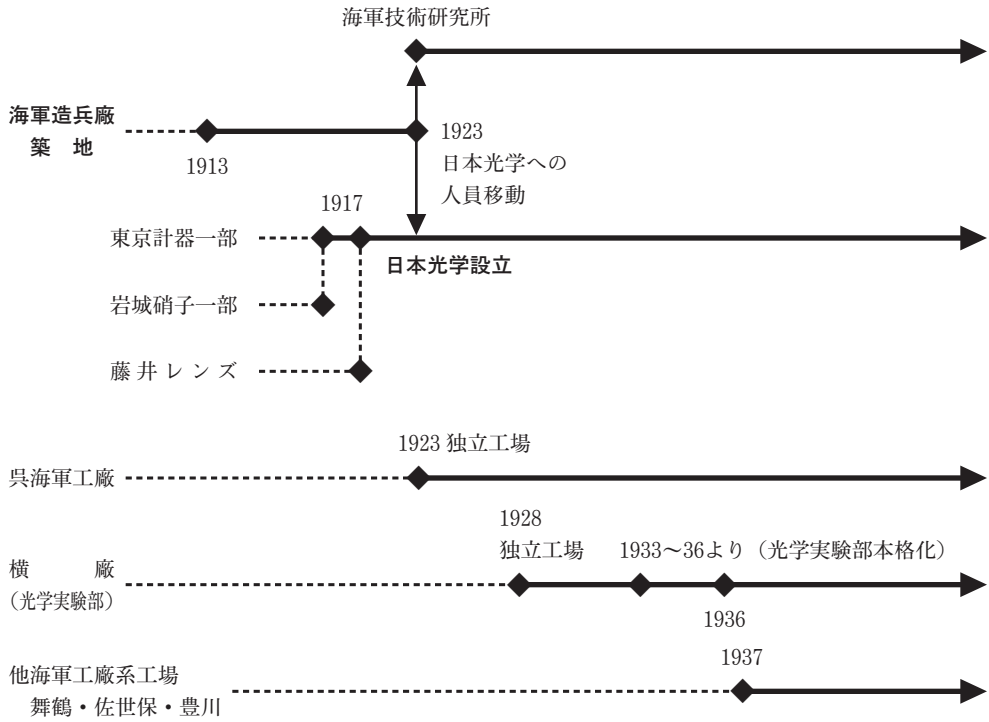 海軍技術研究所
海軍造兵廠
築 地
1913
1923
日本光学への
人員移動
1917
東京計器一部
日本光学設立
岩城硝子一部
藤井レンズ
1923 独立工場
呉海軍工廠
1928
独立工場
1933～36より（光学実験部本格化）
横 廠
（光学実験部）
1936
1937
他海軍工廠系工場
舞鶴・佐世保・豊川